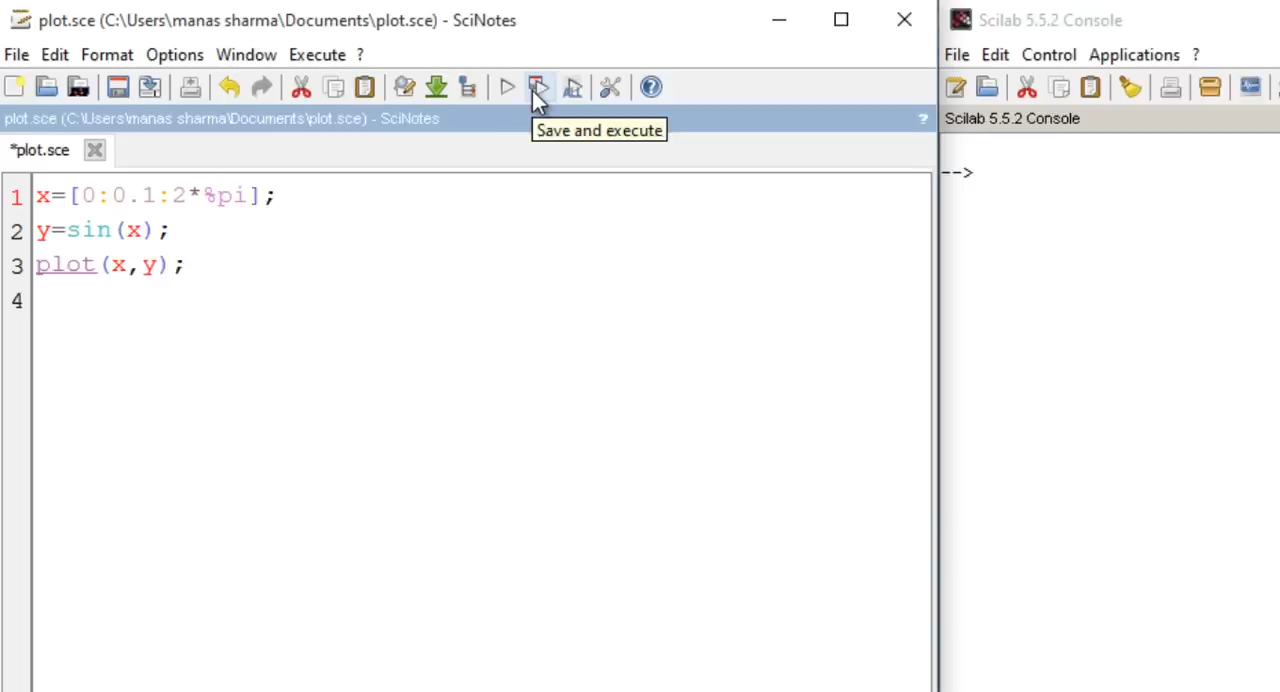 plot.sce (C:\Users\manas sharma\Documents\plot.sce) - SciNotes
File Edit Format Options Window Execute ?
plot.sce (C:\Users\manas sharma\Documents\plot.sce) - SciNotes ?
Save and execute
*plot.sce
1 x=[0:0.1:2*%pi];
2 y=sin(x);
3 plot(x,y);
4
Scilab 5.5.2 Console
File Edit Control Applications ?
Scilab 5.5.2 Console
-->